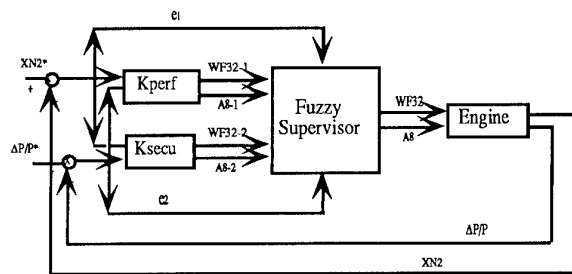 e1
XN2*
+
Kperf
WF32-1
A8-1
Fuzzy
Supervisor
WF32
A8
Engine
ΔP/P*
Ksecu
WF32-2
A8-2
e2
ΔP/P
XN2